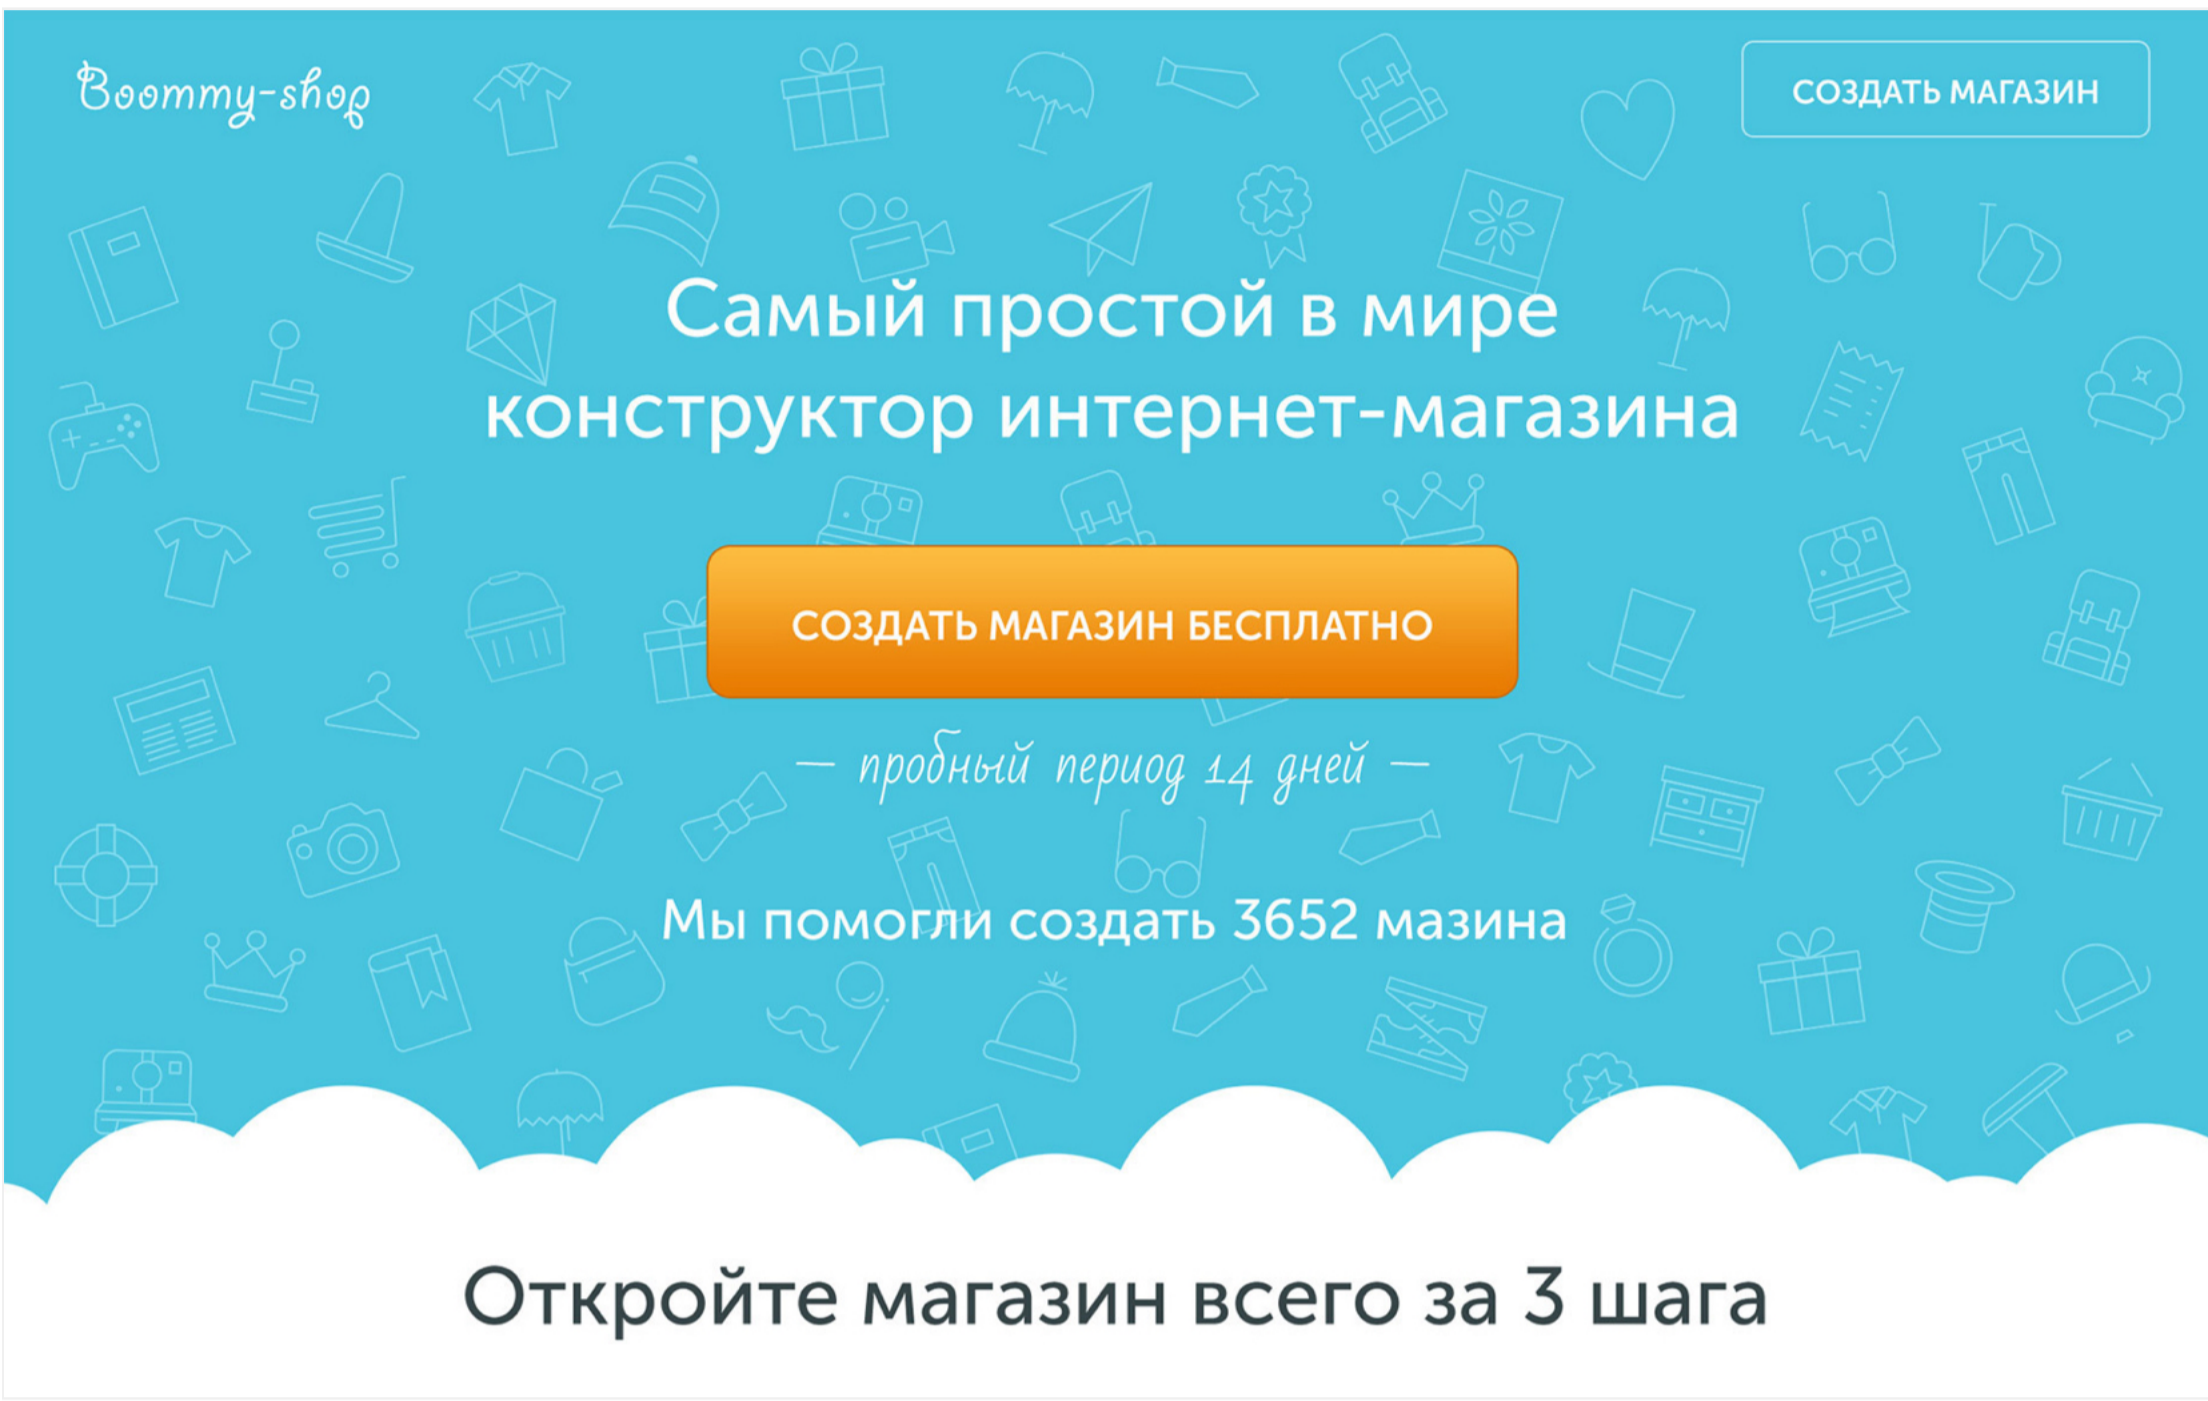 Boommy-shop
СОЗДАТЬ МАГАЗИН
Самый простой в мире
конструктор интернет-магазина
СОЗДАТЬ МАГАЗИН БЕСПЛАТНО
— пробный период 14 дней —
Мы помогли создать 3652 мазина
Откройте магазин всего за 3 шага